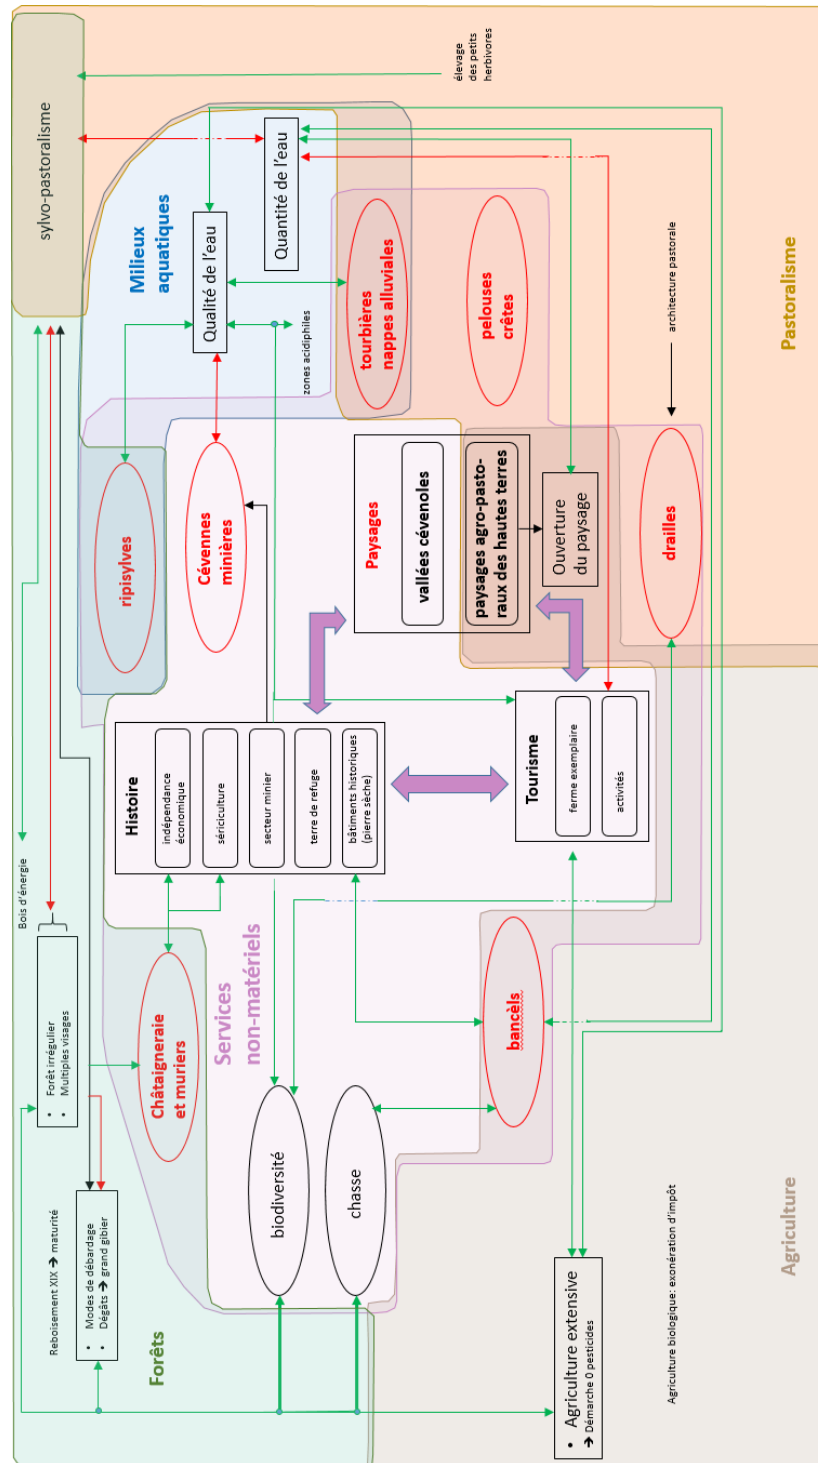 Forêts
Reboisement XIX ➔ maturité
• Modes de débardage
• Dégâts ➔ grand gibier
• Forêt irrégulier
• Multiples visages
Bois d'énergie
sylvo-pastoralisme
élevage
des petits
herbivores
Châtaigneraie
et muriers
ripisylves
Milieux
aquatiques
Qualité de l'eau
Quantité de l'eau
zones acidiphiles
Cévennes
minières
tourbières
nappes alluviales
pelouses
crêtes
Services
non-matériels
biodiversité
chasse
Histoire
indépendance
économique
sériciculture
secteur minier
terre de refuge
bâtiments historiques
(pierre sèche)
Paysages
vallées cévenoles
paysages agro-pasto-
raux des hautes terres
Ouverture
du paysage
Tourisme
ferme exemplaire
activités
bancèls
drailles
architecture pastorale
Pastoralisme
• Agriculture extensive
➔ Démarche 0 pesticides
Agriculture biologique: exonération d'impôt
Agriculture